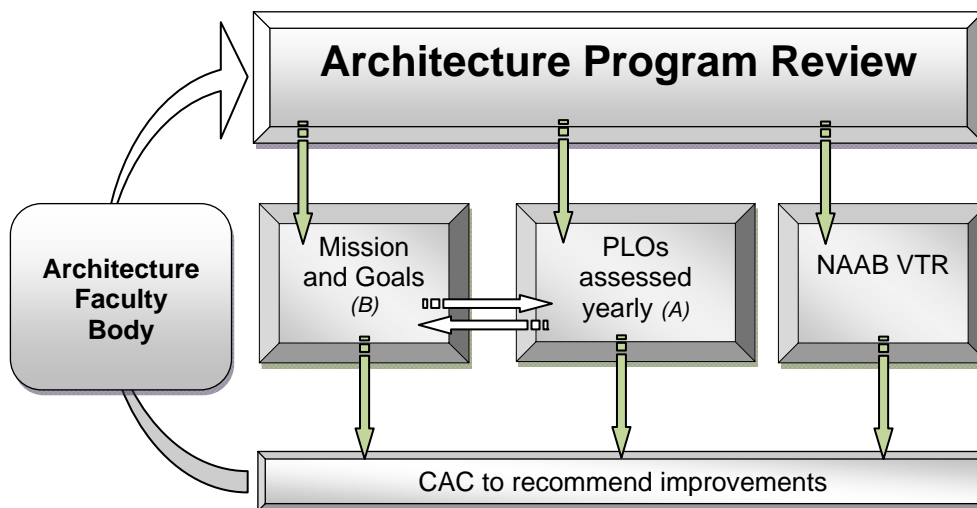 Architecture Program Review
Architecture
Faculty
Body
Mission
and Goals
(B)
PLOs
assessed
yearly (A)
NAAB VTR
CAC to recommend improvements